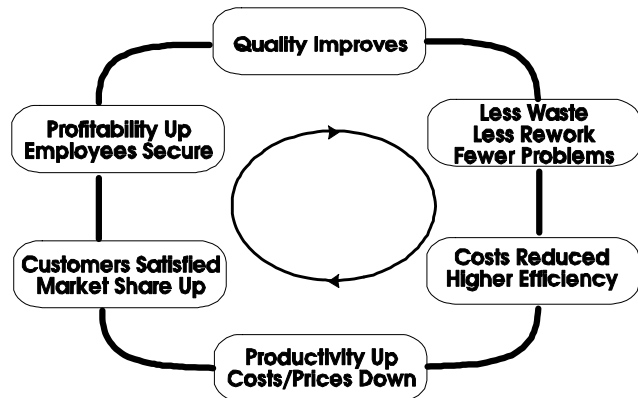 Quality Improves
Less Waste
Less Rework
Fewer Problems
Costs Reduced
Higher Efficiency
Productivity Up
Costs/Prices Down
Customers Satisfied
Market Share Up
Profitability Up
Employees Secure